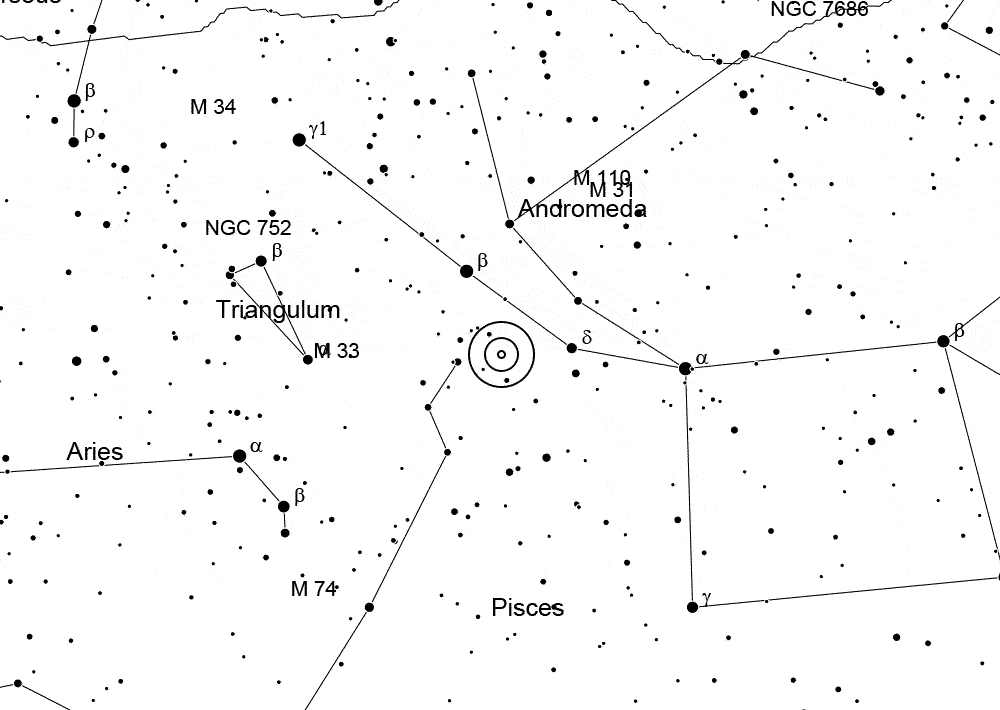 NGC 7686
β
M 34
γ1
ρ
M 110
M 31
Andromeda
NGC 752
β
β
Triangulum
δ
β
M 33
α
Aries
α
β
M 74
Pisces
γ